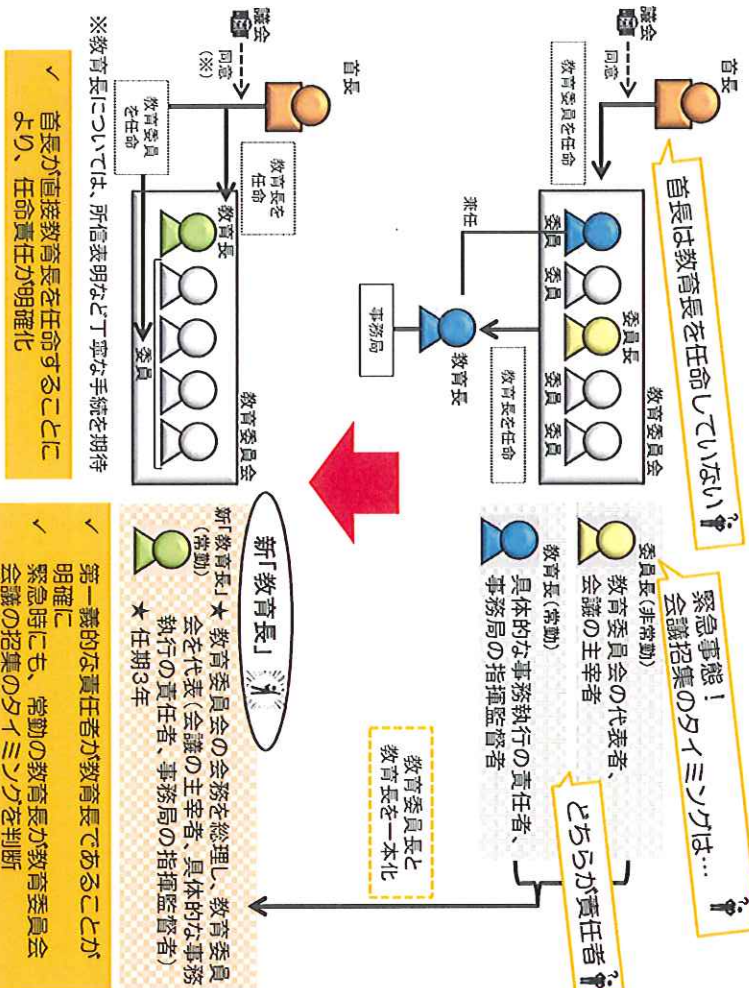 首長は教育長を任命していない
緊急事態!
会議招集のタイミングは…
どちらが責任者
首長
議会
同意
教育委員を任命
教育委員会
委員
委員
委員長
委員
委員
兼任
教育長
教育長を任命
事務局
委員長(非常勤)
教育委員会の代表者、
会議の主宰者
教育長(常勤)
具体的な事務執行の責任者、
事務局の指揮監督者
教育委員長と
教育長を一本化
首長
議会
同意
(※)
教育長を
任命
教育委員
を任命
教育委員会
教育長
委員
※教育長については、所信表明など丁寧な手続を期待
新「教育長」
新「教育長」
(常勤)
★ 教育委員会の会務を総理し、教育委員
会を代表(会議の主宰者、具体的な事務
執行の責任者、事務局の指揮監督者)
★ 任期3年
✓ 首長が直接教育長を任命することに
より、任命責任が明確化
✓ 第一義的な責任者が教育長であることが
明確に
✓ 緊急時にも、常勤の教育長が教育委員会
会議の招集のタイミングを判断